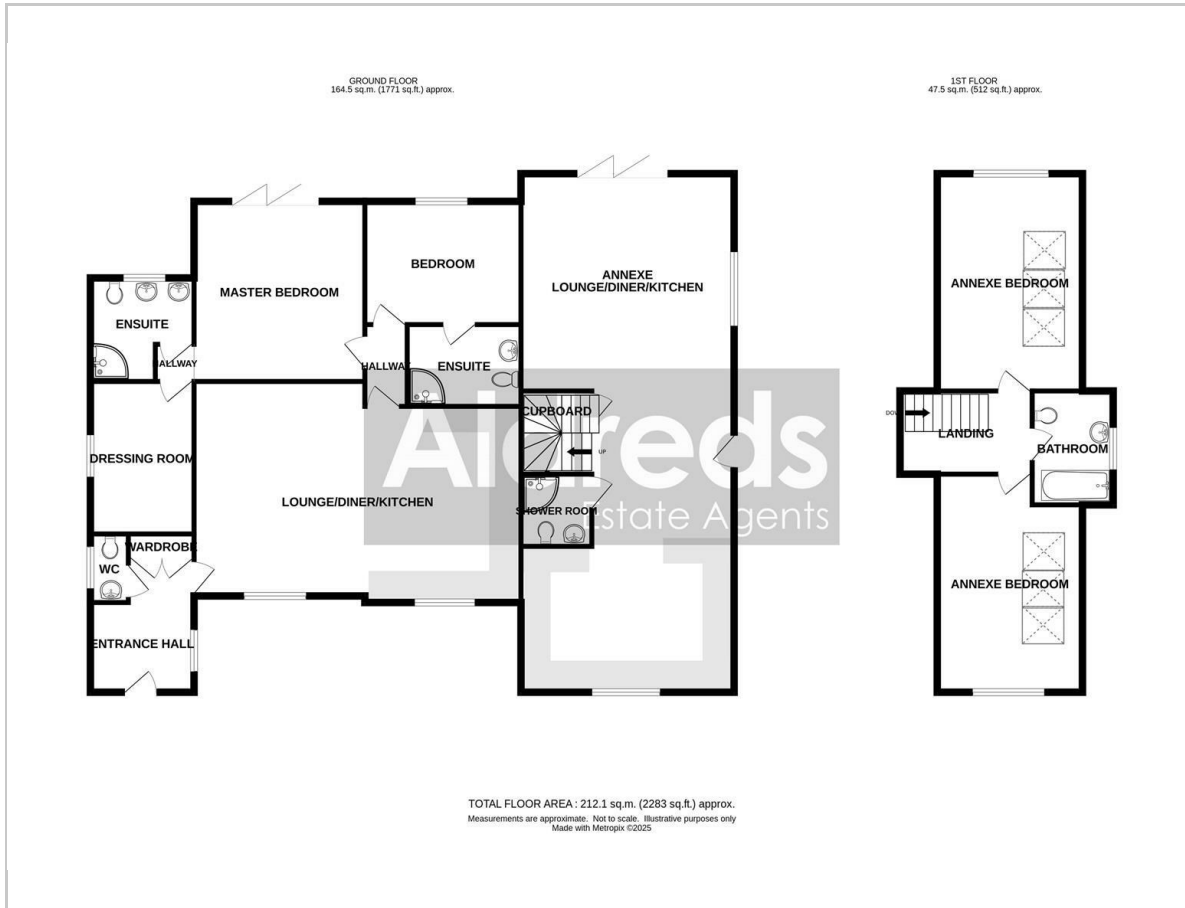 GROUND FLOOR
164.5 sq.m. (1771 sq.ft.) approx.
1ST FLOOR
47.5 sq.m. (512 sq.ft.) approx.
BEDROOM
MASTER BEDROOM
ANNEXE
LOUNGE/DINER/KITCHEN
ENSUITE
HALLWAY
HALLWAY
ENSUITE
CUPBOARD
UP
DRESSING ROOM
LOUNGE/DINER/KITCHEN
SHOWER ROOM
WARDROBE
WC
ENTRANCE HALL
Aldreds
Estate Agents
ANNEXE BEDROOM
DOWN
LANDING
BATHROOM
ANNEXE BEDROOM
TOTAL FLOOR AREA : 212.1 sq.m. (2283 sq.ft.) approx.
Measurements are approximate. Not to scale. Illustrative purposes only
Made with Metropix ©2025